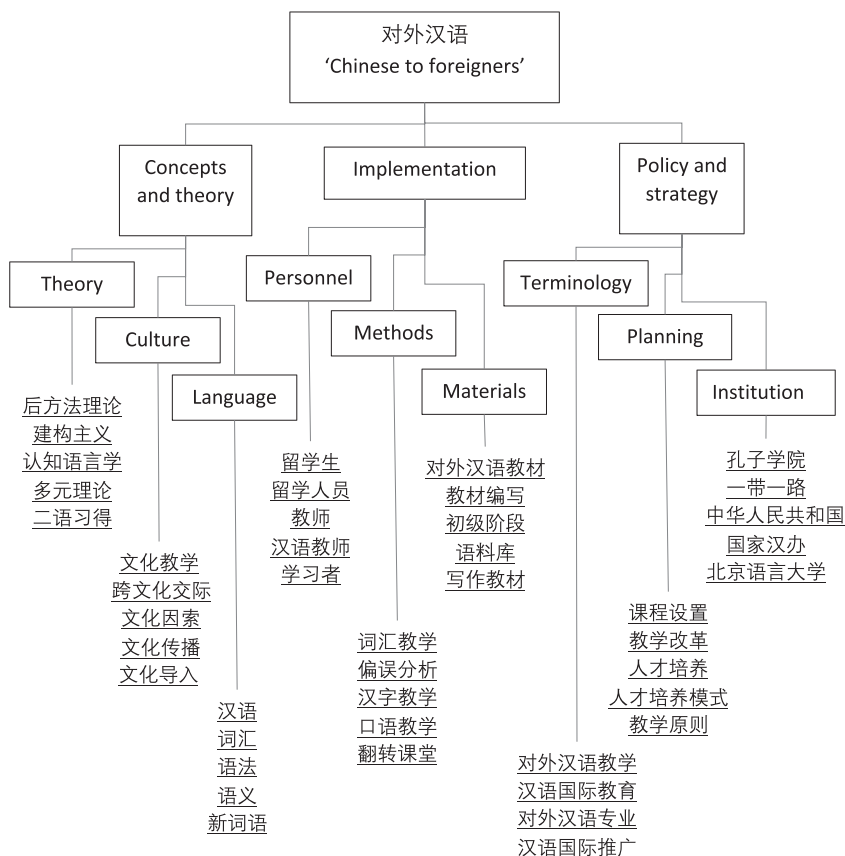 对外汉语
‘Chinese to foreigners’
Concepts
and theory
Implementation
Policy and
strategy
Theory
后方法理论
建构主义
认知语言学
多元理论
二语习得
Culture
文化教学
跨文化交际
文化因索
文化传播
文化导入
Language
汉语
词汇
语法
语义
新词语
Personnel
留学生
留学人员
教师
汉语教师
学习者
Methods
词汇教学
偏误分析
汉字教学
口语教学
翻转课堂
Materials
对外汉语教材
教材编写
初级阶段
语料库
写作教材
Terminology
对外汉语教学
汉语国际教育
对外汉语专业
汉语国际推广
Planning
课程设置
教学改革
人才培养
人才培养模式
教学原则
Institution
孔子学院
一带一路
中华人民共和国
国家汉办
北京语言大学